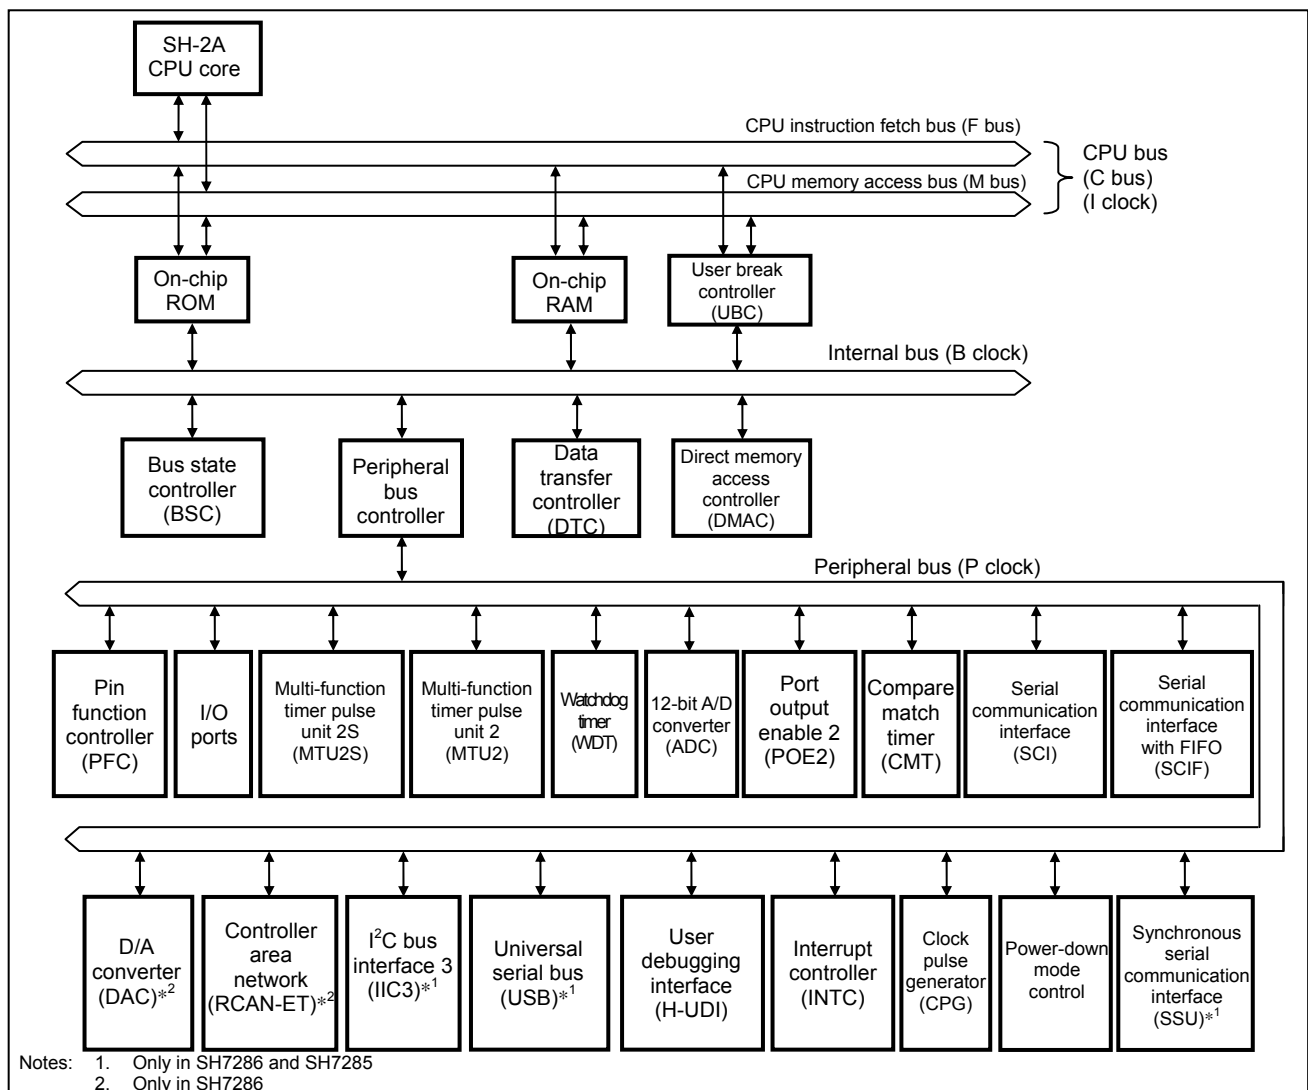 SH-2A
CPU core
CPU instruction fetch bus (F bus)
CPU memory access bus (M bus)
CPU bus
(C bus)
(I clock)
On-chip
ROM
On-chip
RAM
User break
controller
(UBC)
Internal bus (B clock)
Bus state
controller
(BSC)
Peripheral
bus
controller
Data
transfer
controller
(DTC)
Direct memory
access
controller
(DMAC)
Peripheral bus (P clock)
Pin
function
controller
(PFC)
I/O
ports
Multi-function
timer pulse
unit 2S
(MTU2S)
Multi-function
timer pulse
unit 2
(MTU2)
Watchdog
timer
(WDT)
12-bit A/D
converter
(ADC)
Port
output
enable 2
(POE2)
Compare
match
timer
(CMT)
Serial
communication
interface
(SCI)
Serial
communication
interface
with FIFO
(SCIF)
D/A
converter
(DAC)*2
Controller
area
network
(RCAN-ET)*2
I2C bus
interface 3
(IIC3)*1
Universal
serial bus
(USB)*1
User
debugging
interface
(H-UDI)
Interrupt
controller
(INTC)
Clock
pulse
generator
(CPG)
Power-down
mode
control
Synchronous
serial
communication
interface
(SSU)*1
Notes: 1. Only in SH7286 and SH7285
2. Only in SH7286